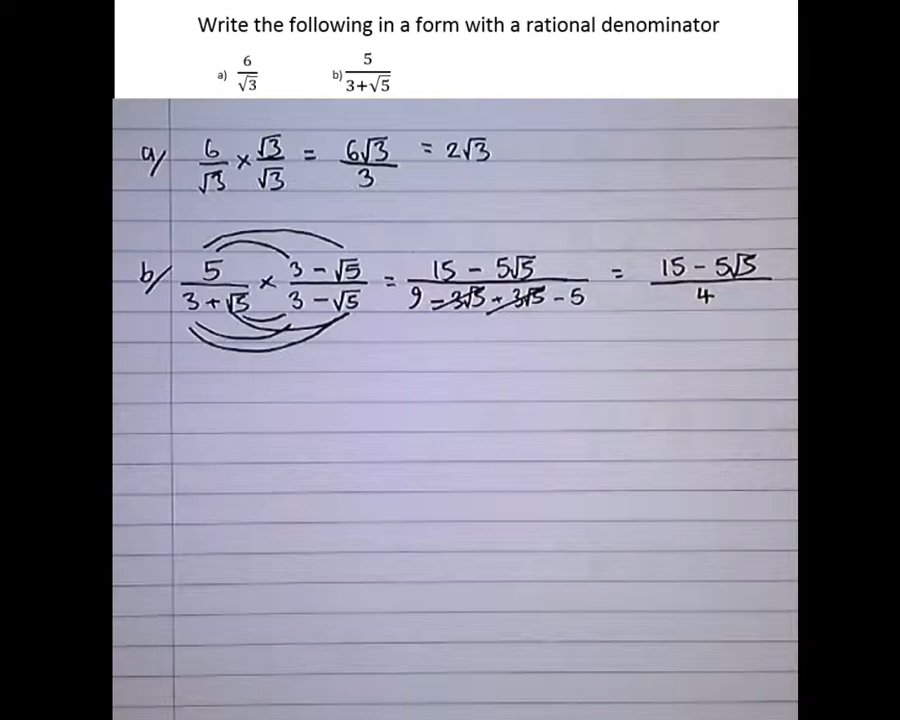 Write the following in a form with a rational denominator
a) 6/√3 b) 5/(3+√5)
a/ 6/√3 × √3/√3 = 6√3/3 = 2√3
b/ 5/(3 + √5) × (3 - √5)/(3 - √5) = (15 - 5√5)/(9 - 3√5 + 3√5 - 5) = (15 - 5√5)/4